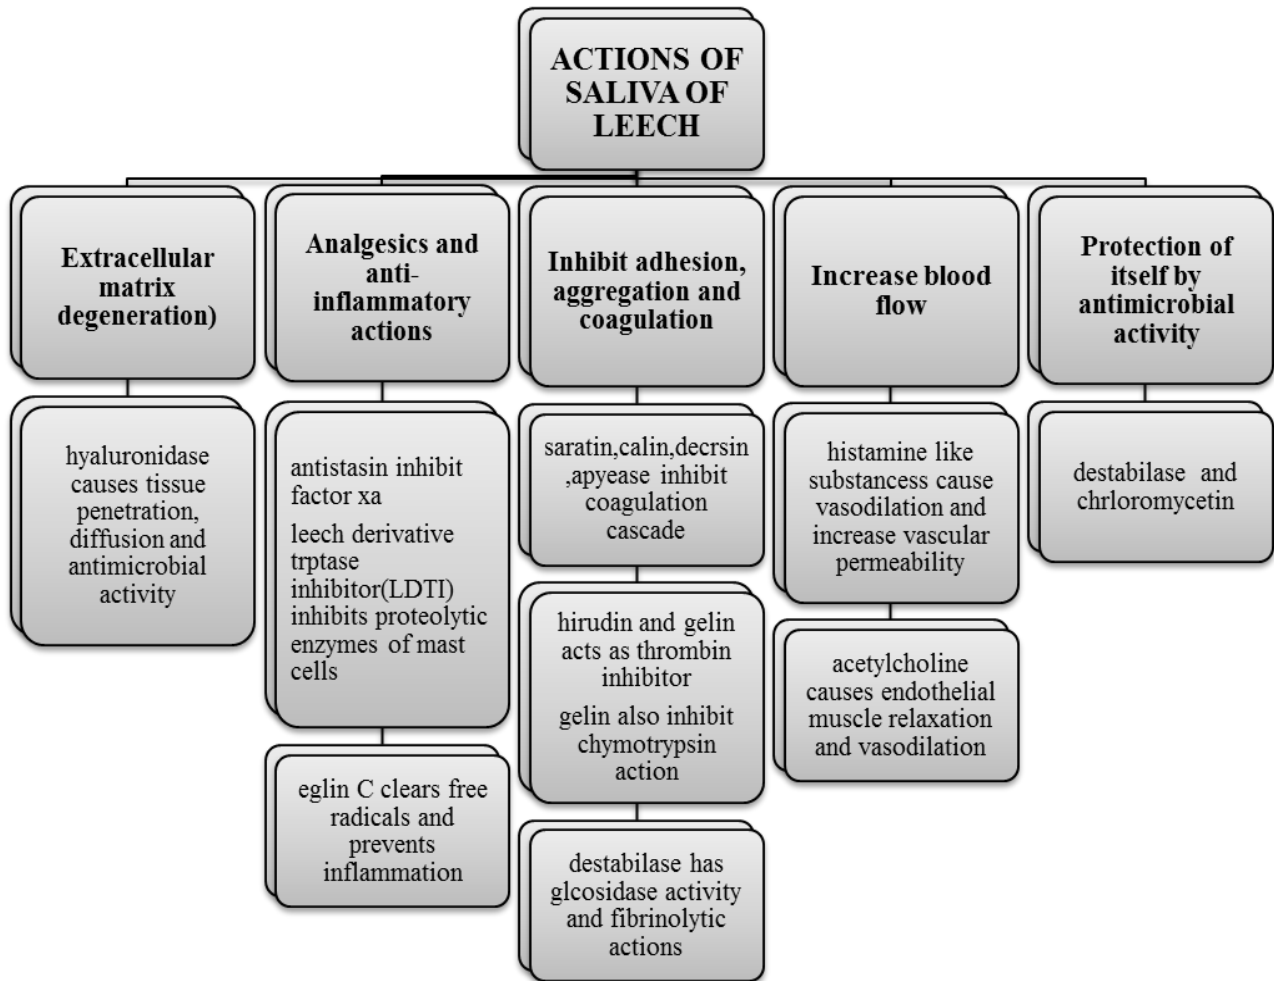 ACTIONS OF
SALIVA OF
LEECH
Extracellular
matrix
degeneration)
hyaluronidase
causes tissue
penetration,
diffusion and
antimicrobial
activity
Analgesics and
anti-
inflammatory
actions
antistasin inhibit
factor xa
leech derivative
trptase
inhibitor(LDTI)
inhibits proteolytic
enzymes of mast
cells
eglin C clears free
radicals and
prevents
inflammation
Inhibit adhesion,
aggregation and
coagulation
saratin,calin,decrsin
,apyease inhibit
coagulation
cascade
hirudin and gelin
acts as thrombin
inhibitor
gelin also inhibit
chymotrypsin
action
destabilase has
glcosidase activity
and fibrinolytic
actions
Increase blood
flow
histamine like
substancess cause
vasodilation and
increase vascular
permeability
acetylcholine
causes endothelial
muscle relaxation
and vasodilation
Protection of
itself by
antimicrobial
activity
destabilase and
chrloromycetin